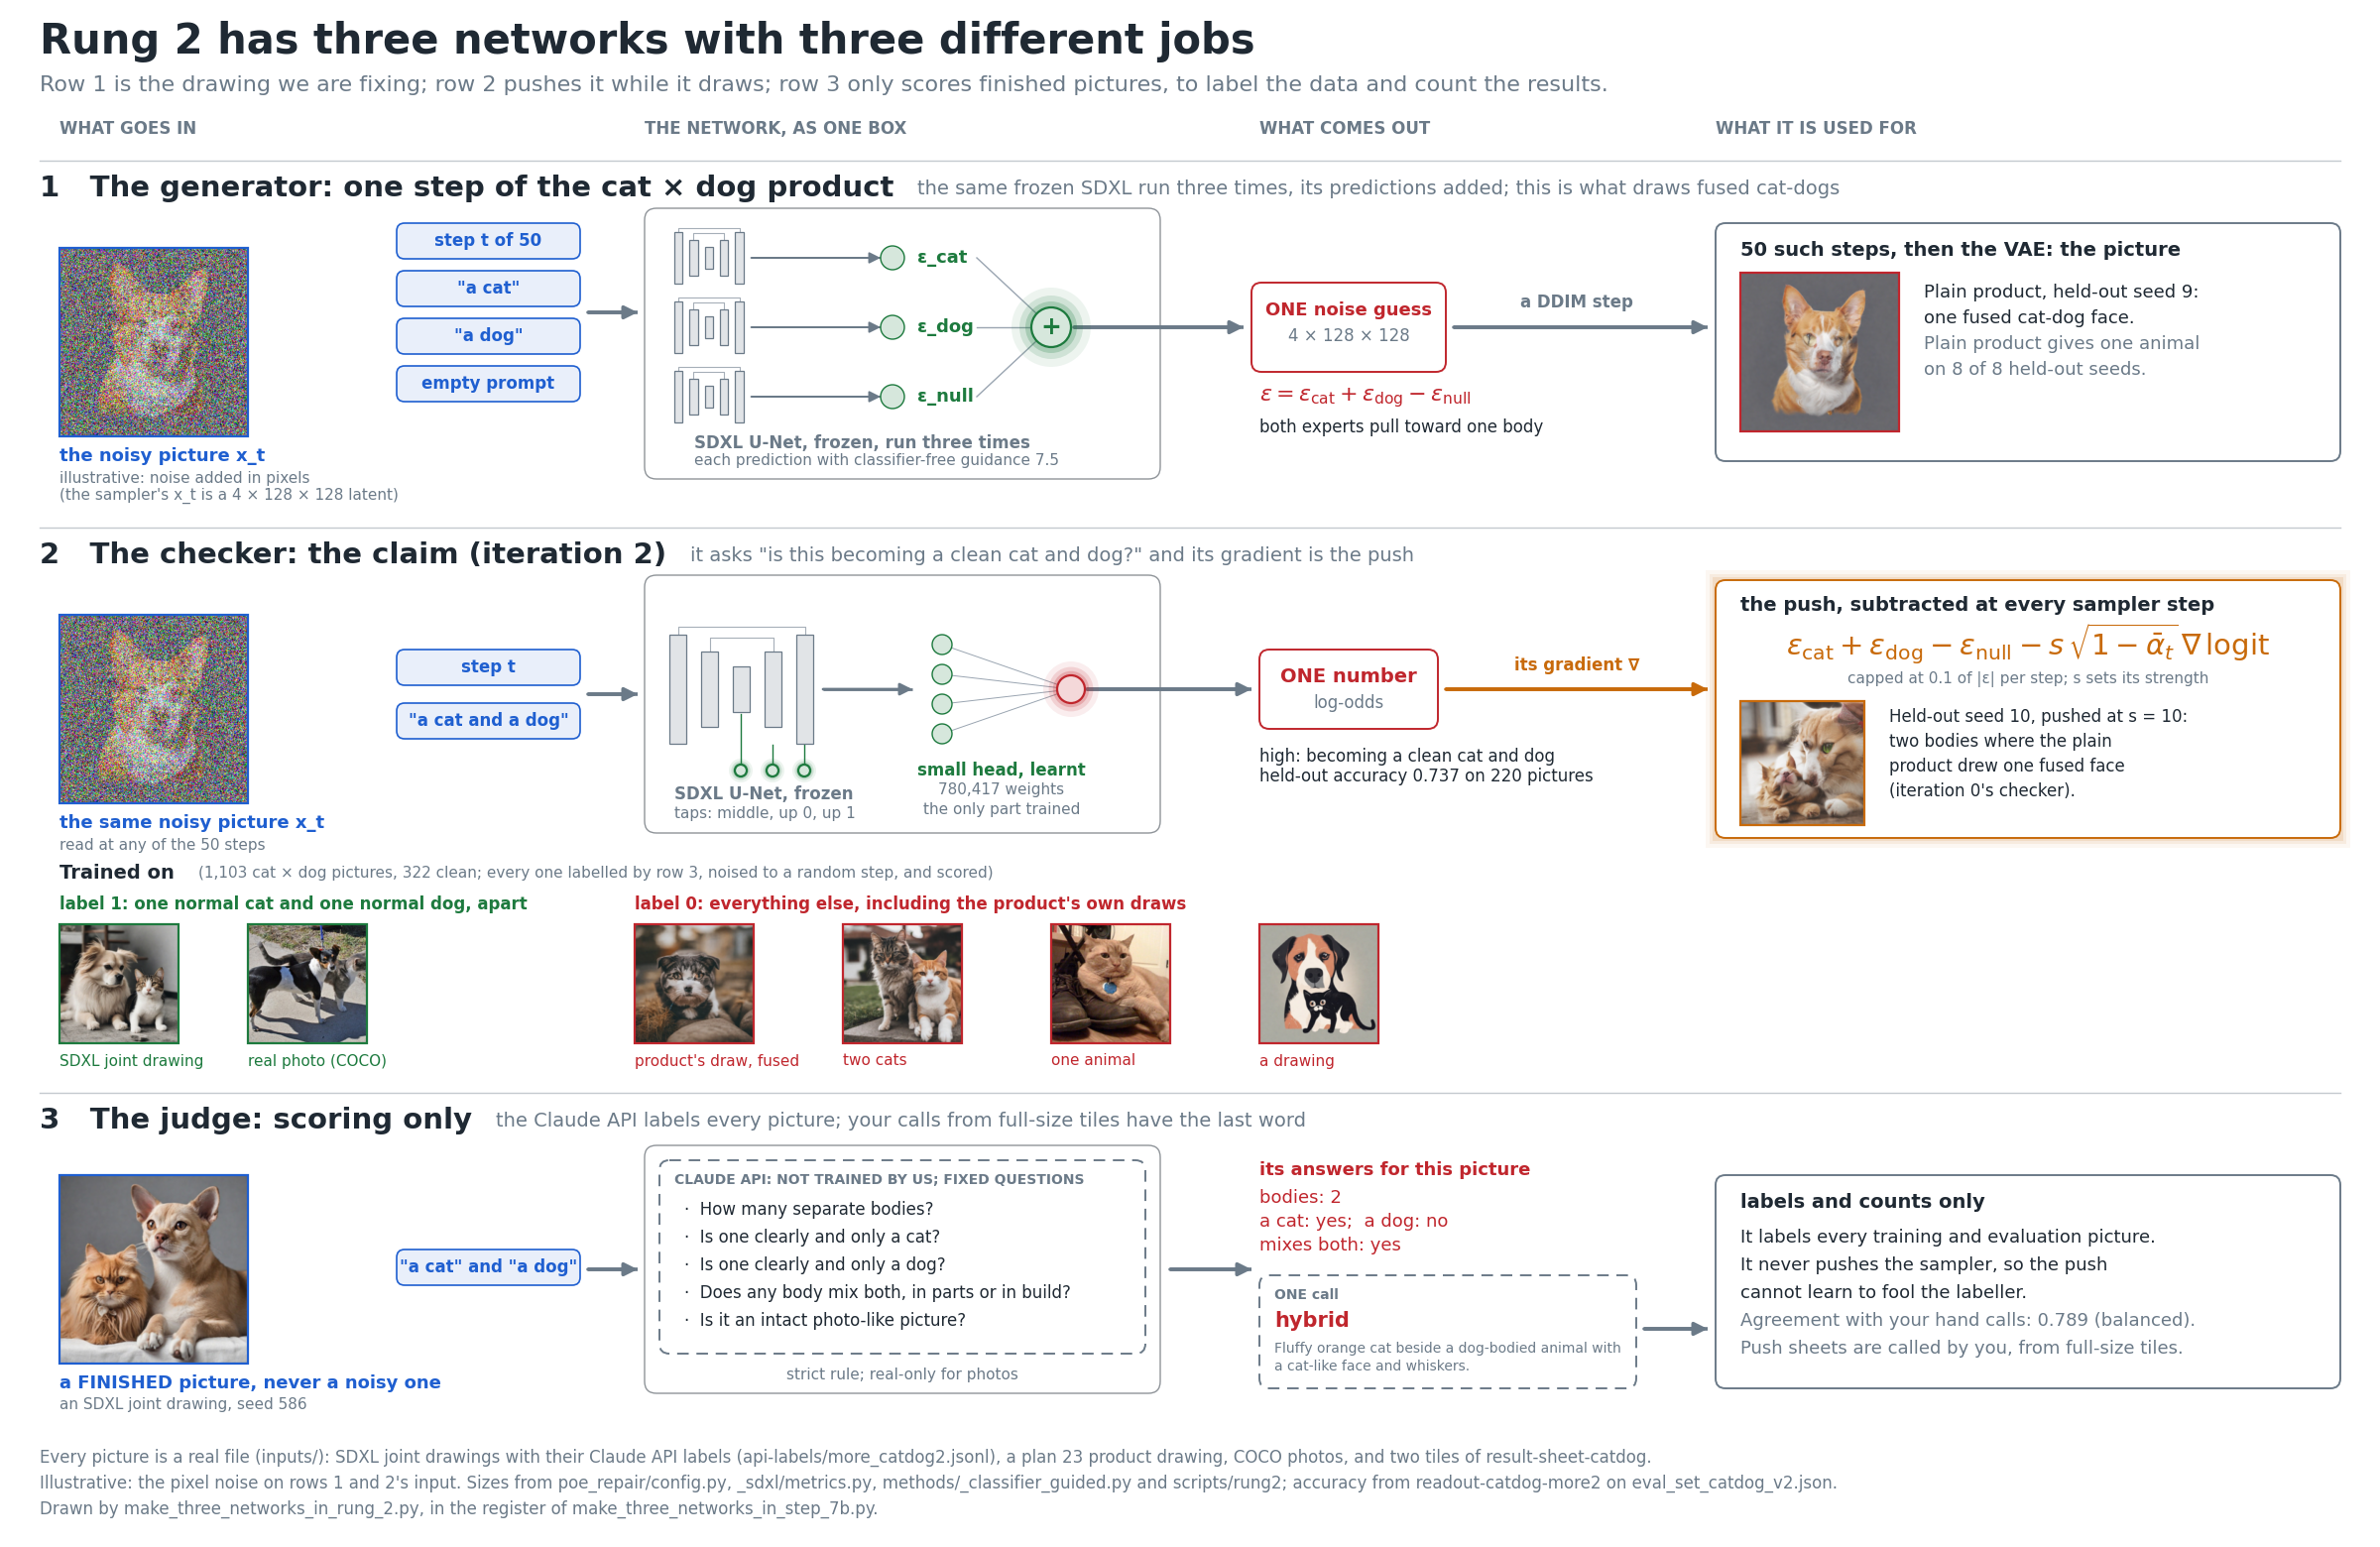 Rung 2 has three networks with three different jobs
Row 1 is the drawing we are fixing; row 2 pushes it while it draws; row 3 only scores finished pictures, to label the data and count the results.
WHAT GOES IN
THE NETWORK, AS ONE BOX
WHAT COMES OUT
WHAT IT IS USED FOR
1 The generator: one step of the cat × dog product the same frozen SDXL run three times, its predictions added; this is what draws fused cat-dogs
step t of 50
"a cat"
"a dog"
empty prompt
the noisy picture x_t
illustrative: noise added in pixels
(the sampler's x_t is a 4 × 128 × 128 latent)
ε_cat
ε_dog
ε_null
+
SDXL U-Net, frozen, run three times
each prediction with classifier-free guidance 7.5
ONE noise guess
4 × 128 × 128
ε = ε_cat + ε_dog − ε_null
both experts pull toward one body
a DDIM step
50 such steps, then the VAE: the picture
Plain product, held-out seed 9:
one fused cat-dog face.
Plain product gives one animal
on 8 of 8 held-out seeds.
2 The checker: the claim (iteration 2) it asks "is this becoming a clean cat and dog?" and its gradient is the push
step t
"a cat and a dog"
the same noisy picture x_t
read at any of the 50 steps
SDXL U-Net, frozen
taps: middle, up 0, up 1
small head, learnt
780,417 weights
the only part trained
ONE number
log-odds
high: becoming a clean cat and dog
held-out accuracy 0.737 on 220 pictures
its gradient ∇
the push, subtracted at every sampler step
ε_cat + ε_dog − ε_null − s √(1 − ᾱ_t) ∇ logit
capped at 0.1 of |ε| per step; s sets its strength
Held-out seed 10, pushed at s = 10:
two bodies where the plain
product drew one fused face
(iteration 0's checker).
Trained on (1,103 cat × dog pictures, 322 clean; every one labelled by row 3, noised to a random step, and scored)
label 1: one normal cat and one normal dog, apart
label 0: everything else, including the product's own draws
SDXL joint drawing
real photo (COCO)
product's draw, fused
two cats
one animal
a drawing
3 The judge: scoring only the Claude API labels every picture; your calls from full-size tiles have the last word
"a cat" and "a dog"
a FINISHED picture, never a noisy one
an SDXL joint drawing, seed 586
CLAUDE API: NOT TRAINED BY US; FIXED QUESTIONS
· How many separate bodies?
· Is one clearly and only a cat?
· Is one clearly and only a dog?
· Does any body mix both, in parts or in build?
· Is it an intact photo-like picture?
strict rule; real-only for photos
its answers for this picture
bodies: 2
a cat: yes; a dog: no
mixes both: yes
ONE call
hybrid
Fluffy orange cat beside a dog-bodied animal with
a cat-like face and whiskers.
labels and counts only
It labels every training and evaluation picture.
It never pushes the sampler, so the push
cannot learn to fool the labeller.
Agreement with your hand calls: 0.789 (balanced).
Push sheets are called by you, from full-size tiles.
Every picture is a real file (inputs/): SDXL joint drawings with their Claude API labels (api-labels/more_catdog2.jsonl), a plan 23 product drawing, COCO photos, and two tiles of result-sheet-catdog.
Illustrative: the pixel noise on rows 1 and 2's input. Sizes from poe_repair/config.py, _sdxl/metrics.py, methods/_classifier_guided.py and scripts/rung2; accuracy from readout-catdog-more2 on eval_set_catdog_v2.json.
Drawn by make_three_networks_in_rung_2.py, in the register of make_three_networks_in_step_7b.py.